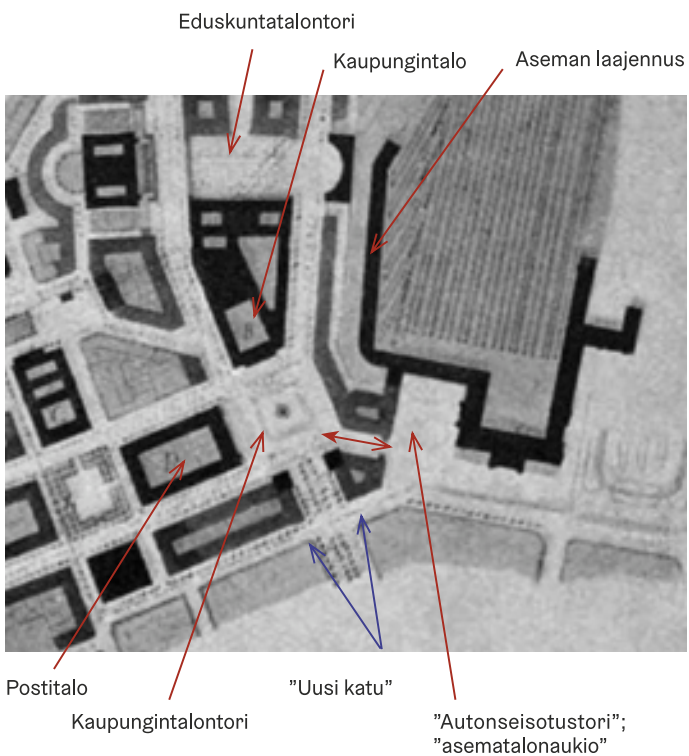 Eduskuntatalontori
Kaupungintalo
Aseman laajennus
Postitalo
"Uusi katu"
Kaupungintalontori
"Autonseisotustori";
"asematalonaukio"